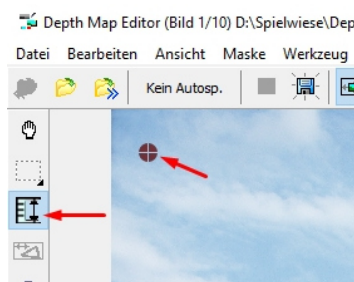 Depth Map Editor (Bild 1/10) D:\Spielwiese\Dep
Datei Bearbeiten Ansicht Maske Werkzeug
Kein Autosp.